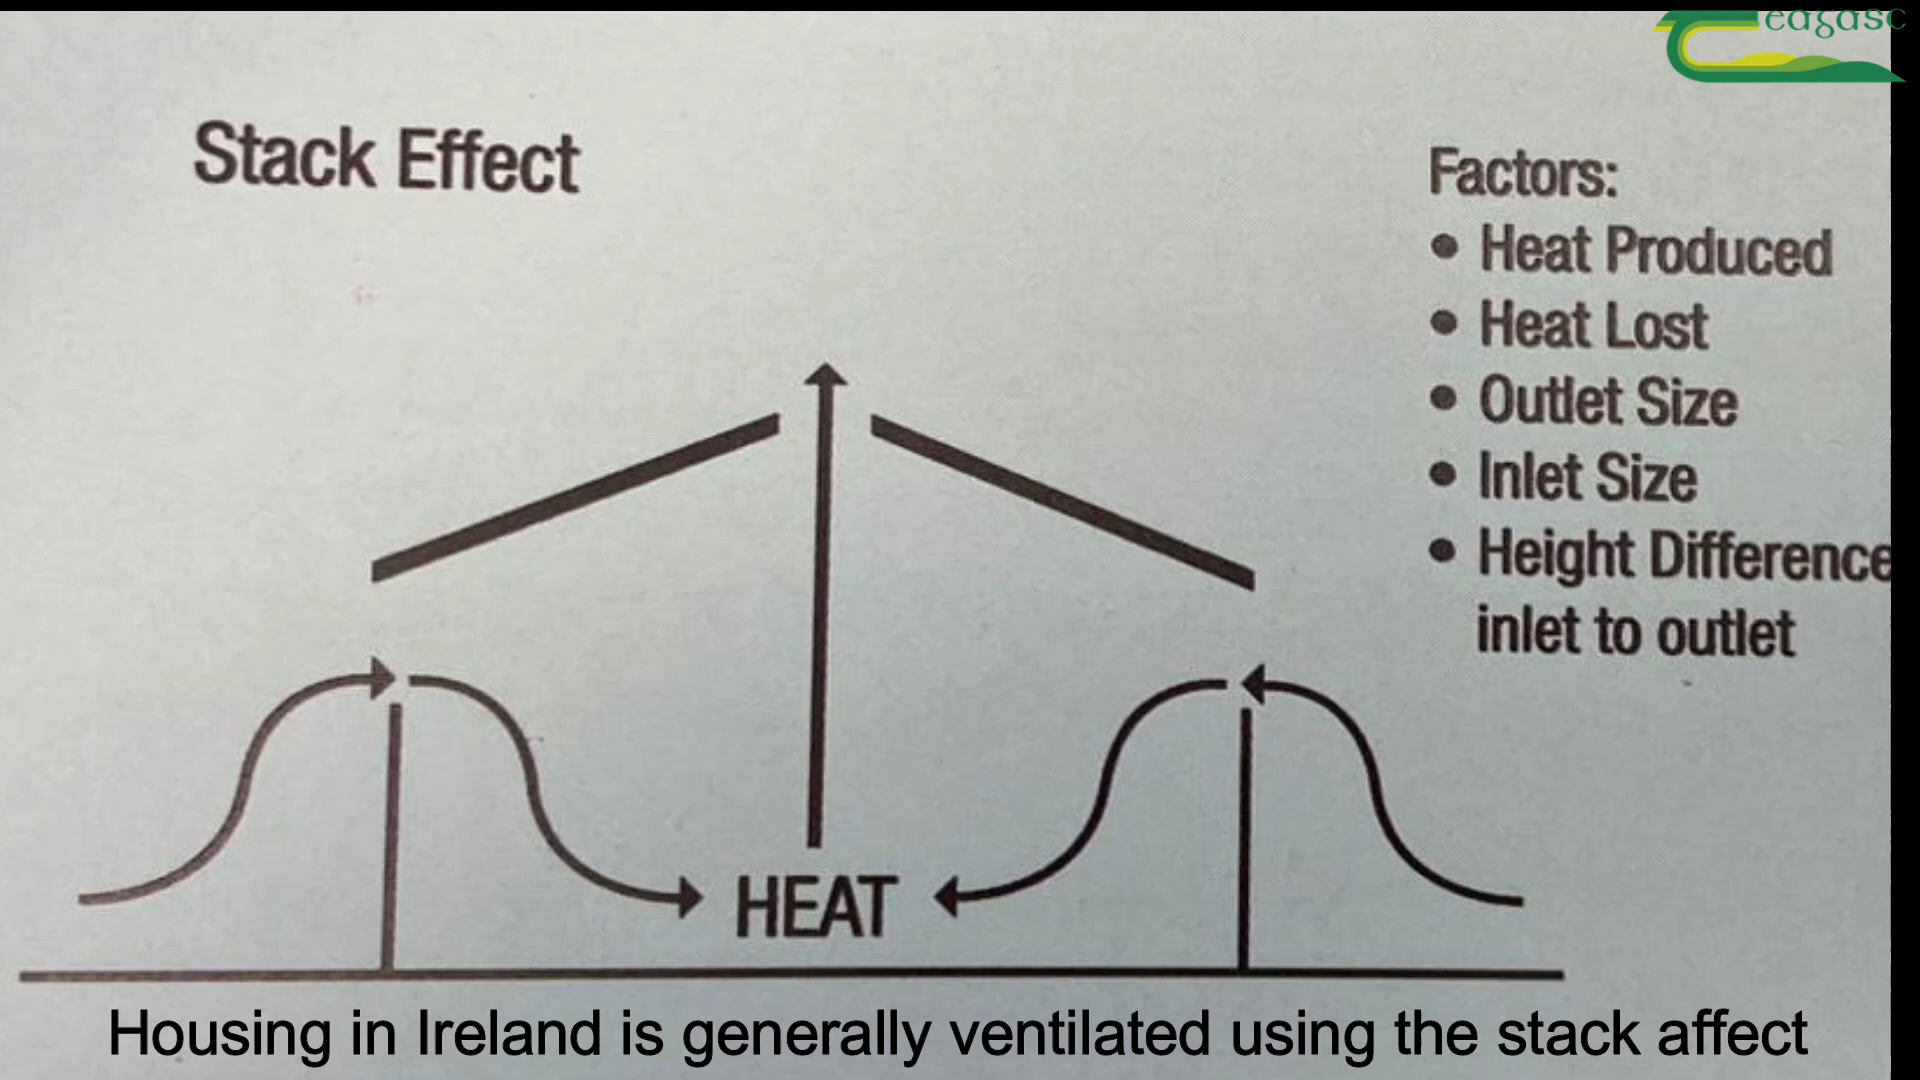 eagasc
Stack Effect
Factors:
• Heat Produced
• Heat Lost
• Outlet Size
• Inlet Size
• Height Difference
inlet to outlet
HEAT
Housing in Ireland is generally ventilated using the stack affect